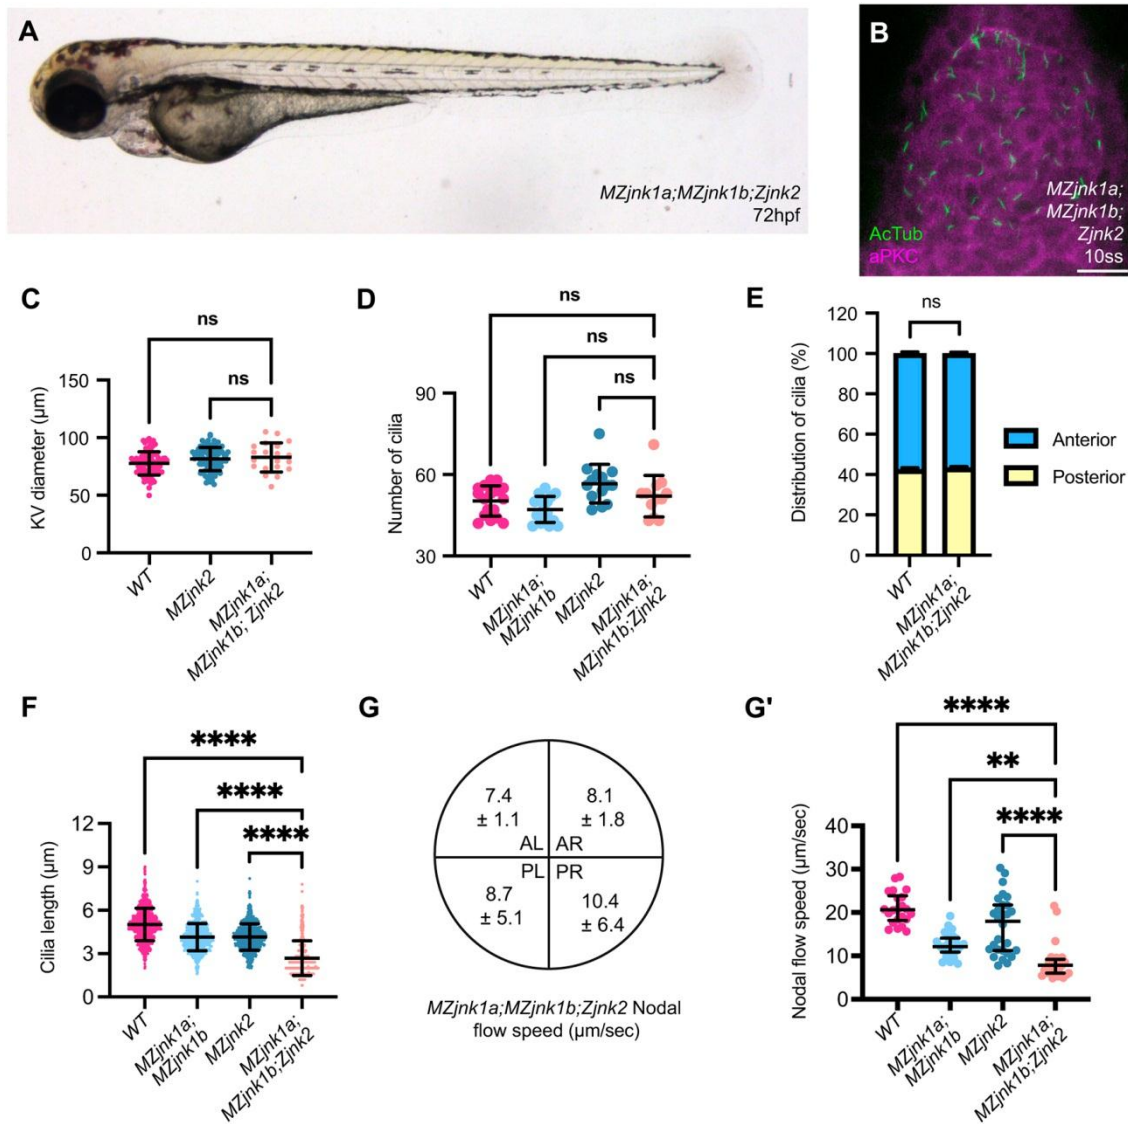 A
MZjnk1a;MZjnk1b;Zjnk2
72hpf
B
AcTub
aPKC
MZjnk1a;
MZjnk1b;
Zjnk2
10ss
C
ns
ns
KV diameter (µm)
150
100
50
0
WT
MZjnk2
MZjnk1a;
MZjnk1b; Zjnk2
D
ns
ns
ns
Number of cilia
90
60
30
WT
MZjnk1a;
MZjnk1b
MZjnk2
MZjnk1a;
MZjnk1b;Zjnk2
E
ns
Distribution of cilia (%)
120
100
80
60
40
20
0
WT
MZjnk1a;
MZjnk1b;Zjnk2
Anterior
Posterior
F
****
****
****
Cilia length (µm)
12
9
6
3
0
WT
MZjnk1a;
MZjnk1b
MZjnk2
MZjnk1a;
MZjnk1b;Zjnk2
G
7.4
± 1.1
AL
8.1
± 1.8
AR
PL
8.7
± 5.1
PR
10.4
± 6.4
MZjnk1a;MZjnk1b;Zjnk2 Nodal
flow speed (µm/sec)
G'
****
**
****
Nodal flow speed (µm/sec)
40
30
20
10
0
WT
MZjnk1a;
MZjnk1b
MZjnk2
MZjnk1a;
MZjnk1b;Zjnk2